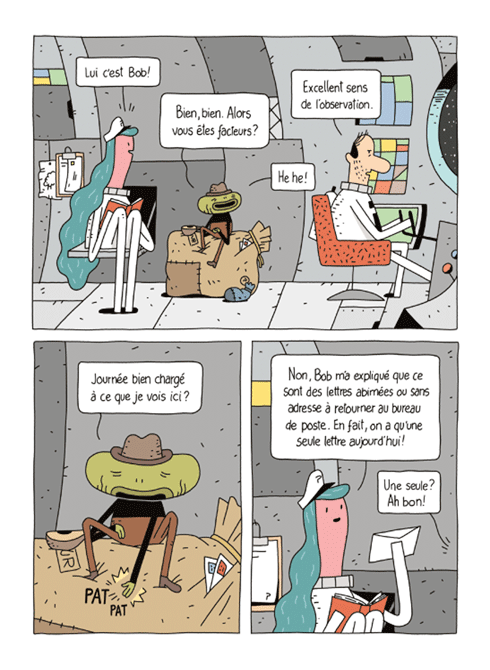 Lui c'est Bob!
Bien, bien. Alors
vous êtes facteurs?
Excellent sens
de l'observation.
He he!
Journée bien chargé
à ce que je vois ici?
PAT
PAT
Non, Bob m'a expliqué que ce
sont des lettres abimées ou sans
adresse à retourner au bureau
de poste. En fait, on a qu'une
seule lettre aujourd'hui!
Une seule?
Ah bon!
?
?